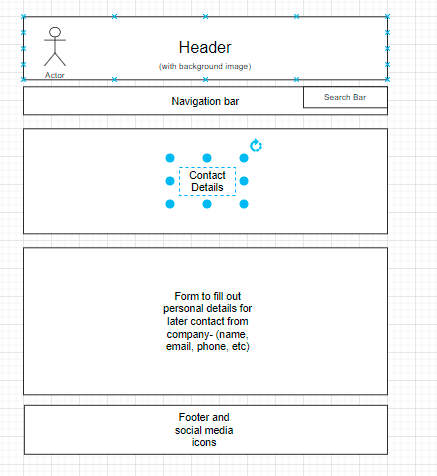 Header
(with background image)
Actor
Navigation bar
Search Bar
Contact
Details
Form to fill out
personal details for
later contact from
company- (name,
email, phone, etc)
Footer and
social media
icons